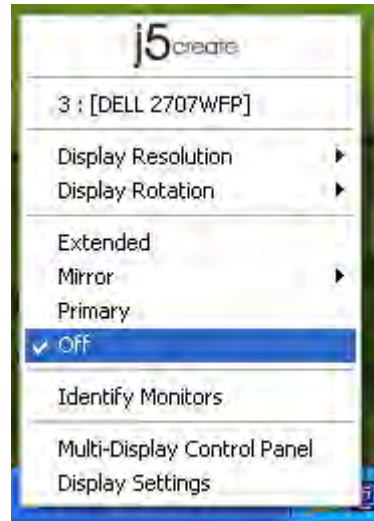 j5create
3 : [DELL 2707WFP]
Display Resolution
Display Rotation
Extended
Mirror
Primary
Off
Identify Monitors
Multi-Display Control Panel
Display Settings